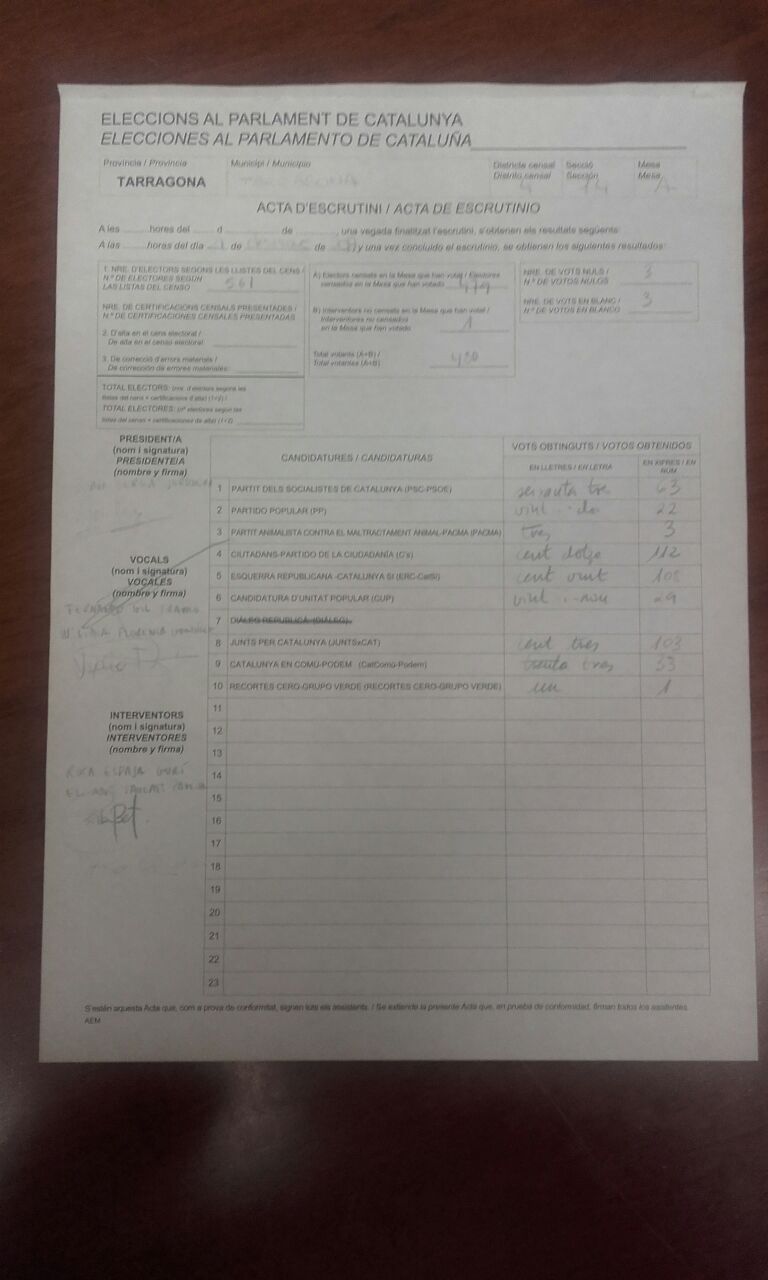 ELECCIONS AL PARLAMENT DE CATALUNYA
ELECCIONES AL PARLAMENTO DE CATALUÑA
Província / Provincia Municipi / Municipio Districte censal Secció Mesa
Distrito censal Sección Mesa
TARRAGONA TARRAGONA 4 14 A
ACTA D'ESCRUTINI / ACTA DE ESCRUTINIO
A les hores del d de , una vegada finalitzat l'escrutini, s'obtenen els resultats següents:
A las horas del día 21 de de y una vez concluido el escrutinio, se obtienen los siguientes resultados:
1. NRE. D'ELECTORS SEGONS LES LLISTES DEL CENS /
N.º DE ELECTORES SEGÚN
LAS LISTAS DEL CENSO 561
NRE. DE CERTIFICACIONS CENSALS PRESENTADES /
N.º DE CERTIFICACIONES CENSALES PRESENTADAS
2. D'alta en el cens electoral /
De alta en el censo electoral:
3. De correcció d'errors materials /
De corrección de errores materiales:
TOTAL ELECTORS: (nre. d'electors segons les
llistes del cens + certificacions d'alta) (1+2) /
TOTAL ELECTORES: (nº electores según las
listas del censo + certificaciones de alta) (1+2)
A) Electors censats en la Mesa que han votat / Electores
censados en la Mesa que han votado 479
B) Interventors no censats en la Mesa que han votat /
Interventores no censados
en la Mesa que han votado 1
Total votants (A+B) /
Total votantes (A+B) 480
NRE. DE VOTS NULS / 3
N.º DE VOTOS NULOS
NRE. DE VOTS EN BLANC / 3
N.º DE VOTOS EN BLANCO
PRESIDENT/A
(nom i signatura)
PRESIDENTE/A
(nombre y firma)
VOCALS
(nom i signatura)
VOCALES
(nombre y firma)
FERNANDO GIL
FLORENCIA
INTERVENTORS
(nom i signatura)
INTERVENTORES
(nombre y firma)
ROSA
CANDIDATURES / CANDIDATURAS VOTS OBTINGUTS / VOTOS OBTENIDOS
EN LLETRES / EN LETRA EN XIFRES / EN NÚM
1 PARTIT DELS SOCIALISTES DE CATALUNYA (PSC-PSOE) seixanta tres 63
2 PARTIDO POPULAR (PP) vint-i-dos 22
3 PARTIT ANIMALISTA CONTRA EL MALTRACTAMENT ANIMAL-PACMA (PACMA) tres 3
4 CIUTADANS-PARTIDO DE LA CIUDADANÍA (C's) cent dotze 112
5 ESQUERRA REPUBLICANA -CATALUNYA SÍ (ERC-CatSí) cent vuit 108
6 CANDIDATURA D'UNITAT POPULAR (CUP) vint-i-nou 29
7 DIÀLEG REPUBLICÀ (DIÀLEG)
8 JUNTS PER CATALUNYA (JUNTSxCAT) cent tres 103
9 CATALUNYA EN COMÚ-PODEM (CatComú-Podem) trenta tres 33
10 RECORTES CERO-GRUPO VERDE (RECORTES CERO-GRUPO VERDE) un 1
11
12
13
14
15
16
17
18
19
20
21
22
23
S'estén aquesta Acta que, com a prova de conformitat, signen tots els assistents. / Se extiende la presente Acta que, en prueba de conformidad, firman todos los asistentes.
AEM